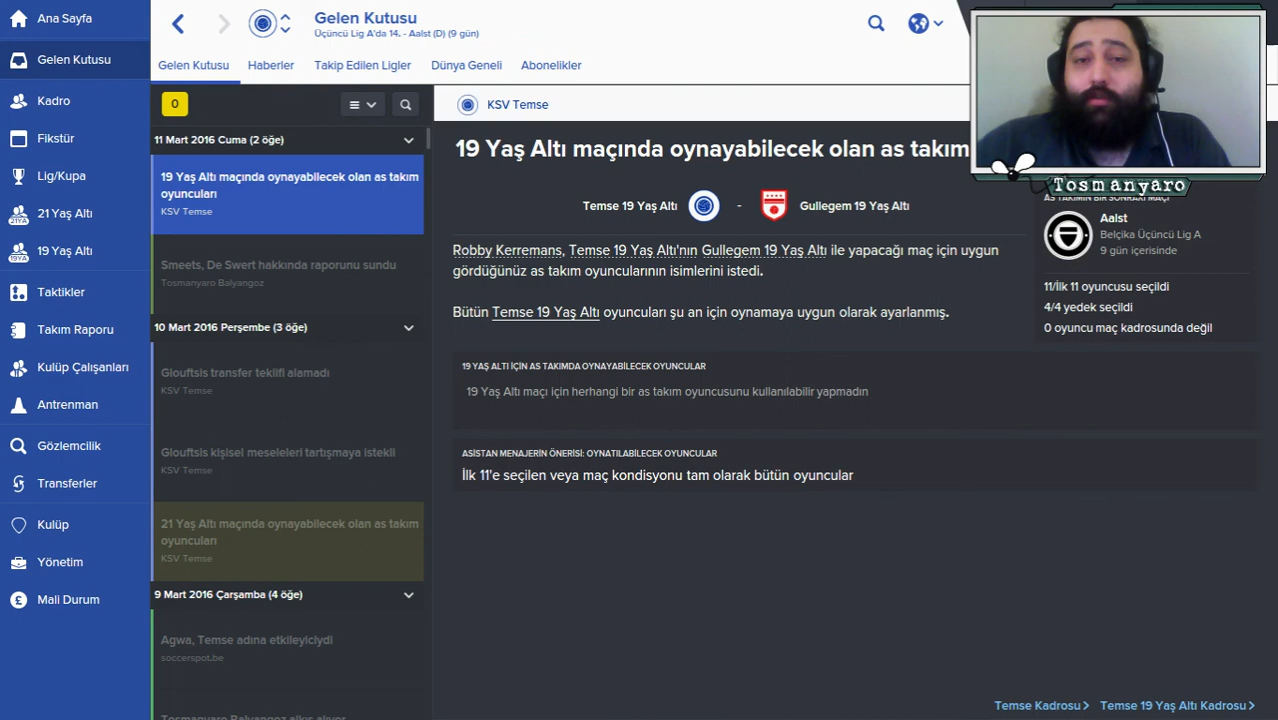 Ana Sayfa
Gelen Kutusu
Kadro
Fikstür
Lig/Kupa
21YA
21 Yaş Altı
19YA
19 Yaş Altı
Taktikler
Takım Raporu
Kulüp Çalışanları
Antrenman
Gözlemcilik
Transferler
Kulüp
Yönetim
Mali Durum
Gelen Kutusu
Üçüncü Lig A'da 14. - Aalst (D) (9 gün)
Gelen Kutusu
Haberler
Takip Edilen Ligler
Dünya Geneli
Abonelikler
0
11 Mart 2016 Cuma (2 öğe)
19 Yaş Altı maçında oynayabilecek olan as takım
oyuncuları
KSV Temse
Smeets, De Swert hakkında raporunu sundu
Tosmanyaro Balyangoz
10 Mart 2016 Perşembe (3 öğe)
Glouftsis transfer teklifi alamadı
KSV Temse
Glouftsis kişisel meseleleri tartışmaya istekli
KSV Temse
21 Yaş Altı maçında oynayabilecek olan as takım
oyuncuları
KSV Temse
9 Mart 2016 Çarşamba (4 öğe)
Agwa, Temse adına etkileyiciydi
soccerspot.be
Tosmanyaro Balyangoz alkış alıyor
KSV Temse
19 Yaş Altı maçında oynayabilecek olan as takım
Temse 19 Yaş Altı - Gullegem 19 Yaş Altı
Robby Kerremans, Temse 19 Yaş Altı'nın Gullegem 19 Yaş Altı ile yapacağı maç için uygun
gördüğünüz as takım oyuncularının isimlerini istedi.
Bütün Temse 19 Yaş Altı oyuncuları şu an için oynamaya uygun olarak ayarlanmış.
19 YAŞ ALTI İÇİN AS TAKIMDA OYNAYABİLECEK OYUNCULAR
19 Yaş Altı maçı için herhangi bir as takım oyuncusunu kullanılabilir yapmadın
ASİSTAN MENAJERİN ÖNERİSİ: OYNATILABİLECEK OYUNCULAR
İlk 11'e seçilen veya maç kondisyonu tam olarak bütün oyuncular
Tosmanyaro
AS TAKIMIN BİR SONRAKİ MAÇI
Aalst
Belçika Üçüncü Lig A
9 gün içerisinde
11/İlk 11 oyuncusu seçildi
4/4 yedek seçildi
0 oyuncu maç kadrosunda değil
Temse Kadrosu
Temse 19 Yaş Altı Kadrosu